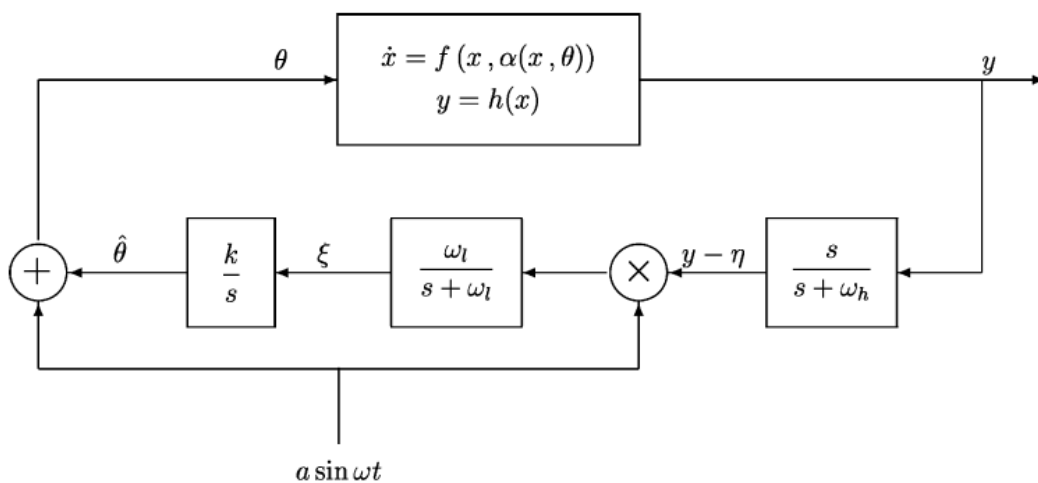 θ
ẋ = f (x , α(x , θ))
y = h(x)
y
+
θ̂
k
s
ξ
ω_l
s + ω_l
×
y − η
s
s + ω_h
a sin ωt